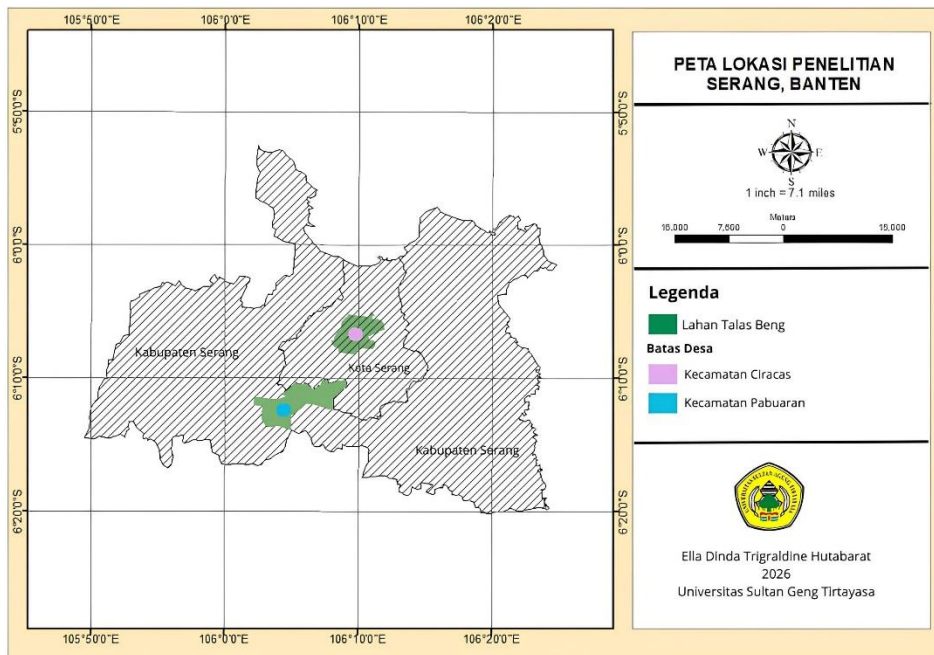 105°50'0"E 106°0'0"E 106°10'0"E 106°20'0"E
5°50'0"S 5°50'0"S
6°0'0"S 6°0'0"S
6°10'0"S 6°10'0"S
6°20'0"S 6°20'0"S
Kabupaten Serang
Kota Serang
Kabupaten Serang
105°50'0"E 106°0'0"E 106°10'0"E 106°20'0"E
PETA LOKASI PENELITIAN
SERANG, BANTEN
N
W E
S
1 inch = 7.1 miles
Meters
15,000 7,500 0 15,000
Legenda
Lahan Talas Beng
Batas Desa
Kecamatan CIracas
Kecamatan Pabuaran
UNIVERSITAS SULTAN AGENG TIRTAYASA
Ella Dinda Trigraldine Hutabarat
2026
Universitas Sultan Geng Tirtayasa